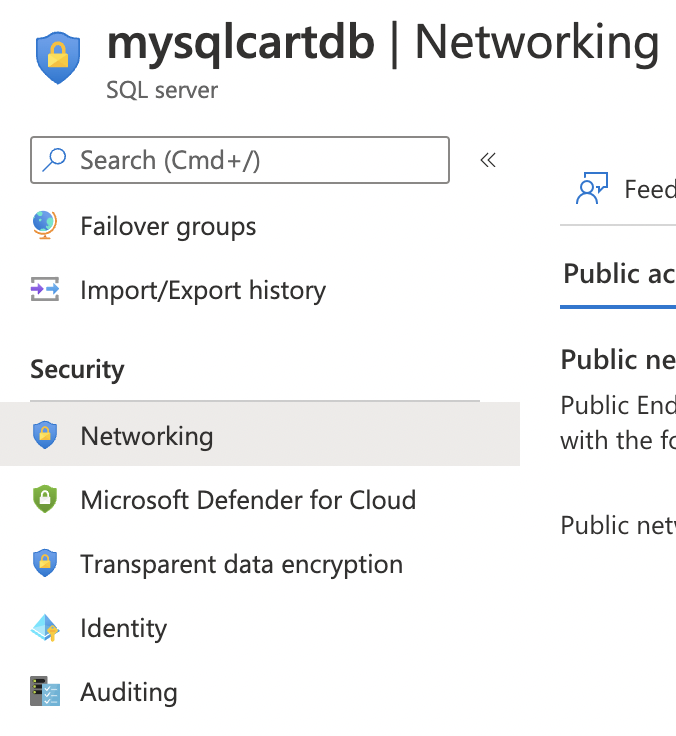 mysqlcartdb | Networking
SQL server
Search (Cmd+/)
«
Failover groups
Import/Export history
Security
Networking
Microsoft Defender for Cloud
Transparent data encryption
Identity
Auditing
Feed
Public ac
Public ne
Public End
with the fo
Public net